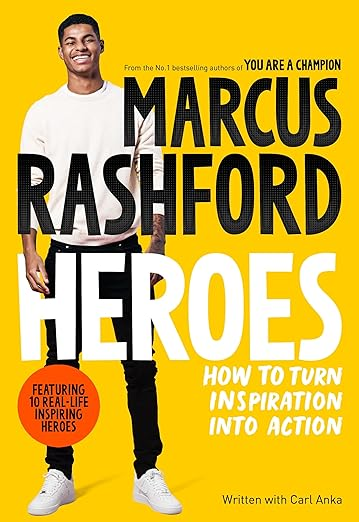 From the No.1 bestselling authors of YOU ARE A CHAMPION
MARCUS
RASHFORD
HEROES
HOW TO TURN
INSPIRATION
INTO ACTION
FEATURING
10 REAL-LIFE
INSPIRING
HEROES
Written with Carl Anka